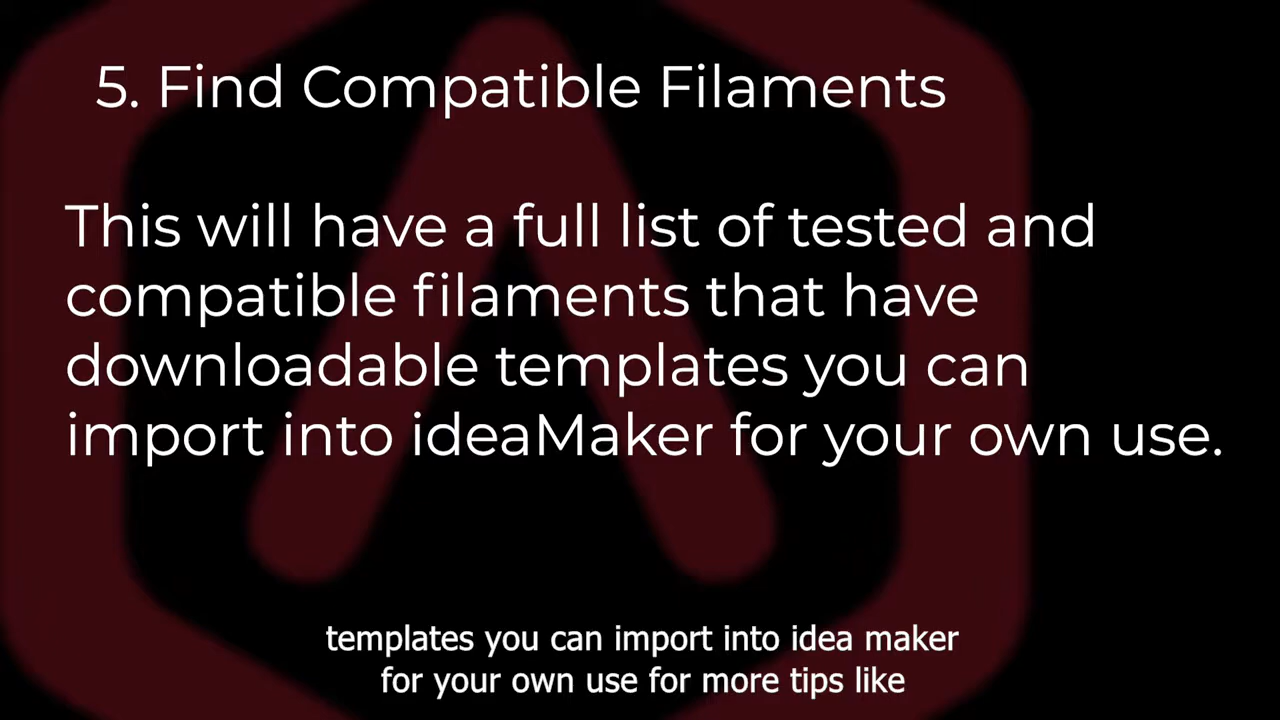 5. Find Compatible Filaments
This will have a full list of tested and
compatible filaments that have
downloadable templates you can
import into ideaMaker for your own use.
templates you can import into idea maker
for your own use for more tips like